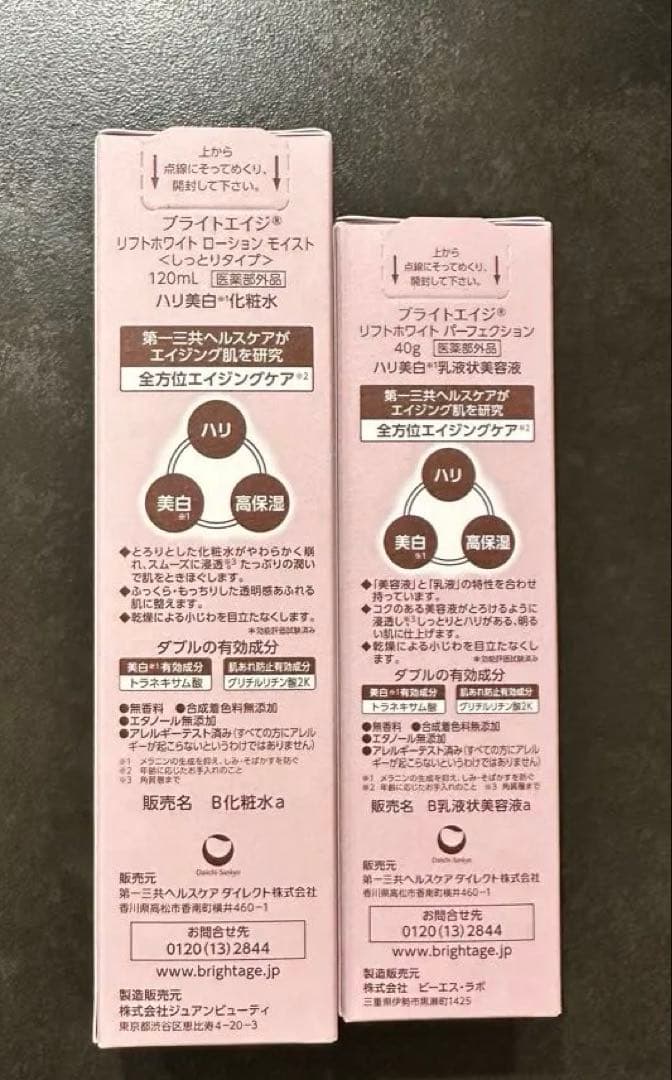 上から
点線にそってめくり、
開封して下さい。
ブライトエイジ®
リフトホワイト ローション モイスト
＜しっとりタイプ＞
120mL 医薬部外品
ハリ美白※1化粧水
第一三共ヘルスケアが
エイジング肌を研究
全方位エイジングケア※2
ハリ
美白※1
高保湿
◆とろりとした化粧水がやわらかく崩
れ、スムーズに浸透※3 たっぷりの潤い
で肌をときほぐします。
◆ふっくら・もっちりした透明感あふれる
肌に整えます。
◆乾燥による小じわを目立たなくします。
＊効能評価試験済み
ダブルの有効成分
美白※1有効成分
トラネキサム酸
肌あれ防止有効成分
グリチルリチン酸2K
●無香料 ●合成着色料無添加
●エタノール無添加
●アレルギーテスト済み(すべての方にアレル
ギーが起こらないというわけではありません)
※1 メラニンの生成を抑え、しみ・そばかすを防ぐ
※2 年齢に応じたお手入れのこと
※3 角質層まで
販売名 B化粧水a
Daiichi-Sankyo
販売元
第一三共ヘルスケア ダイレクト株式会社
香川県高松市香南町横井460−1
お問合せ先
0120(13)2844
www.brightage.jp
製造販売元
株式会社ジュアンビューティ
東京都渋谷区恵比寿4−20−3
上から
点線にそってめくり、
開封して下さい。
ブライトエイジ®
リフトホワイト パーフェクション
40g 医薬部外品
ハリ美白※1乳液状美容液
第一三共ヘルスケアが
エイジング肌を研究
全方位エイジングケア※2
ハリ
美白※1
高保湿
◆「美容液」と「乳液」の特性を合わせ
持っています。
◆コクのある美容液がとろけるように
浸透し※3しっとりとハリがある、明る
い肌に仕上げます。
◆乾燥による小じわを目立たなくし
ます。 ＊効能評価試験済み
ダブルの有効成分
美白※1有効成分
トラネキサム酸
肌あれ防止有効成分
グリチルリチン酸2K
●無香料 ●合成着色料無添加
●エタノール無添加
●アレルギーテスト済み(すべての方にアレル
ギーが起こらないというわけではありません)
※1 メラニンの生成を抑え、しみ・そばかすを防ぐ
※2 年齢に応じたお手入れのこと ※3 角質層まで
販売名 B乳液状美容液a
Daiichi-Sankyo
販売元
第一三共ヘルスケア ダイレクト株式会社
香川県高松市香南町横井460−1
お問合せ先
0120(13)2844
www.brightage.jp
製造販売元
株式会社 ピーエス・ラボ
三重県伊勢市黒瀬町1425